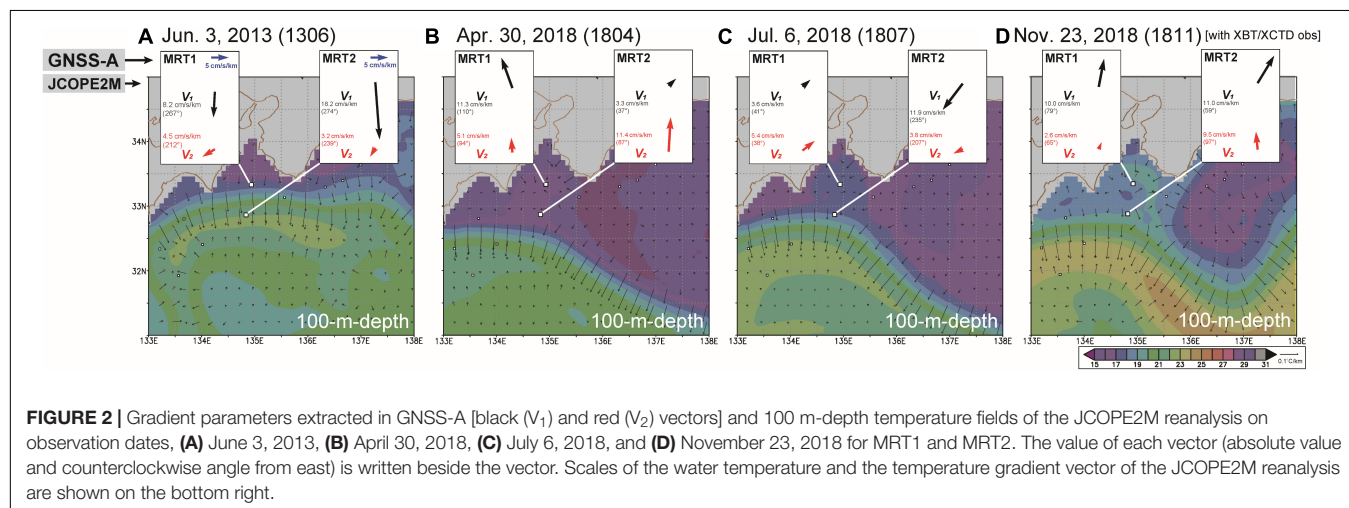 A Jun. 3, 2013 (1306)
B Apr. 30, 2018 (1804)
C Jul. 6, 2018 (1807)
D Nov. 23, 2018 (1811) [with XBT/XCTD obs]
GNSS-A
JCOPE2M
MRT1
5 cm/s/km
V1
8.2 cm/s/km
(267°)
4.5 cm/s/km
(212°)
V2
MRT2
5 cm/s/km
V1
18.2 cm/s/km
(274°)
3.2 cm/s/km
(239°)
V2
MRT1
V1
11.3 cm/s/km
(110°)
5.1 cm/s/km
(94°)
V2
MRT2
V1
3.3 cm/s/km
(37°)
11.4 cm/s/km
(87°)
V2
MRT1
V1
3.6 cm/s/km
(41°)
5.4 cm/s/km
(38°)
V2
MRT2
V1
11.9 cm/s/km
(235°)
3.8 cm/s/km
(207°)
V2
MRT1
V1
10.0 cm/s/km
(79°)
2.6 cm/s/km
(65°)
V2
MRT2
V1
11.0 cm/s/km
(59°)
9.5 cm/s/km
(97°)
V2
34N
33N
32N
100-m-depth
100-m-depth
100-m-depth
100-m-depth
133E 134E 135E 136E 137E 138E
133E 134E 135E 136E 137E 138E
133E 134E 135E 136E 137E 138E
133E 134E 135E 136E 137E 138E
15 17 19 21 23 25 27 29 31
0.1°C/km
FIGURE 2 | Gradient parameters extracted in GNSS-A [black (V1) and red (V2) vectors] and 100 m-depth temperature fields of the JCOPE2M reanalysis on
observation dates, (A) June 3, 2013, (B) April 30, 2018, (C) July 6, 2018, and (D) November 23, 2018 for MRT1 and MRT2. The value of each vector (absolute value
and counterclockwise angle from east) is written beside the vector. Scales of the water temperature and the temperature gradient vector of the JCOPE2M reanalysis
are shown on the bottom right.